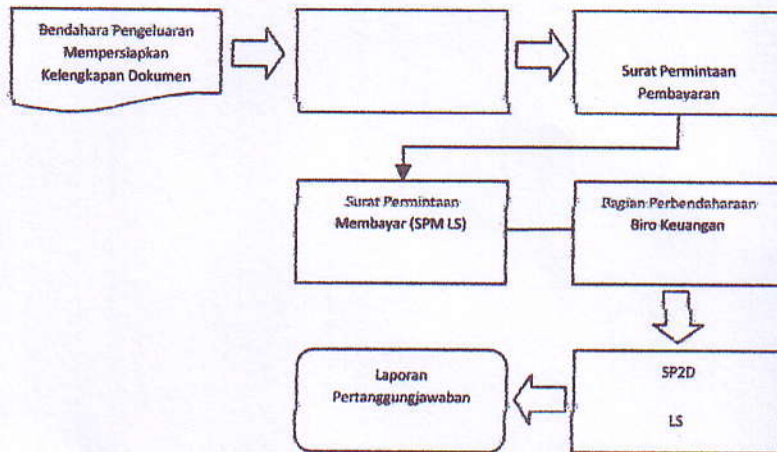 Bendahara Pengeluaran
Mempersiapkan
Kelengkapan Dokumen
Surat Permintaan
Pembayaran
Surat Permintaan
Membayar (SPM LS)
Bagian Perbendaharaan
Biro Keuangan
SP2D
LS
Laporan
Pertanggungjawaban